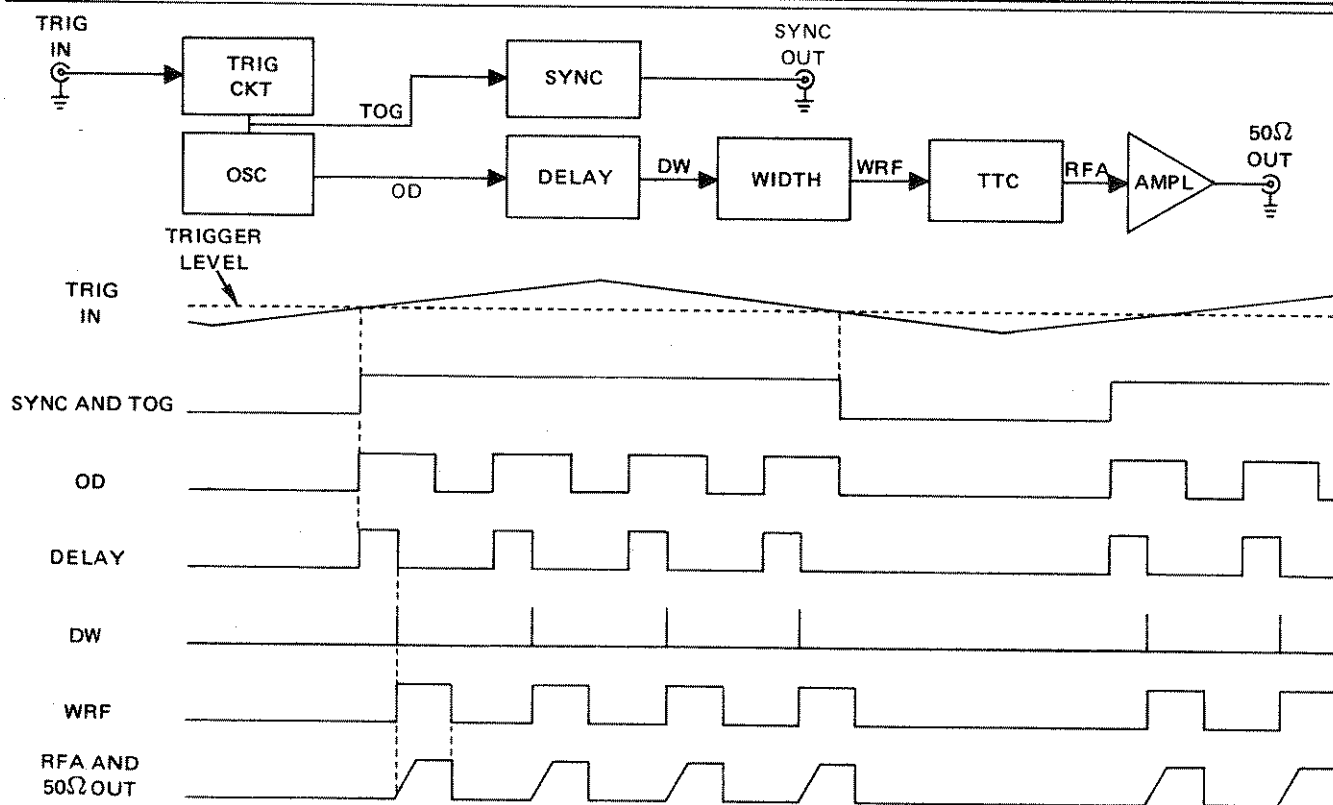 TRIG
IN
TRIG
CKT
TOG
SYNC
SYNC
OUT
OSC
OD
DELAY
DW
WIDTH
WRF
TTC
RFA
AMPL
50Ω
OUT
TRIGGER
LEVEL
TRIG
IN
SYNC AND TOG
OD
DELAY
DW
WRF
RFA AND
50Ω OUT